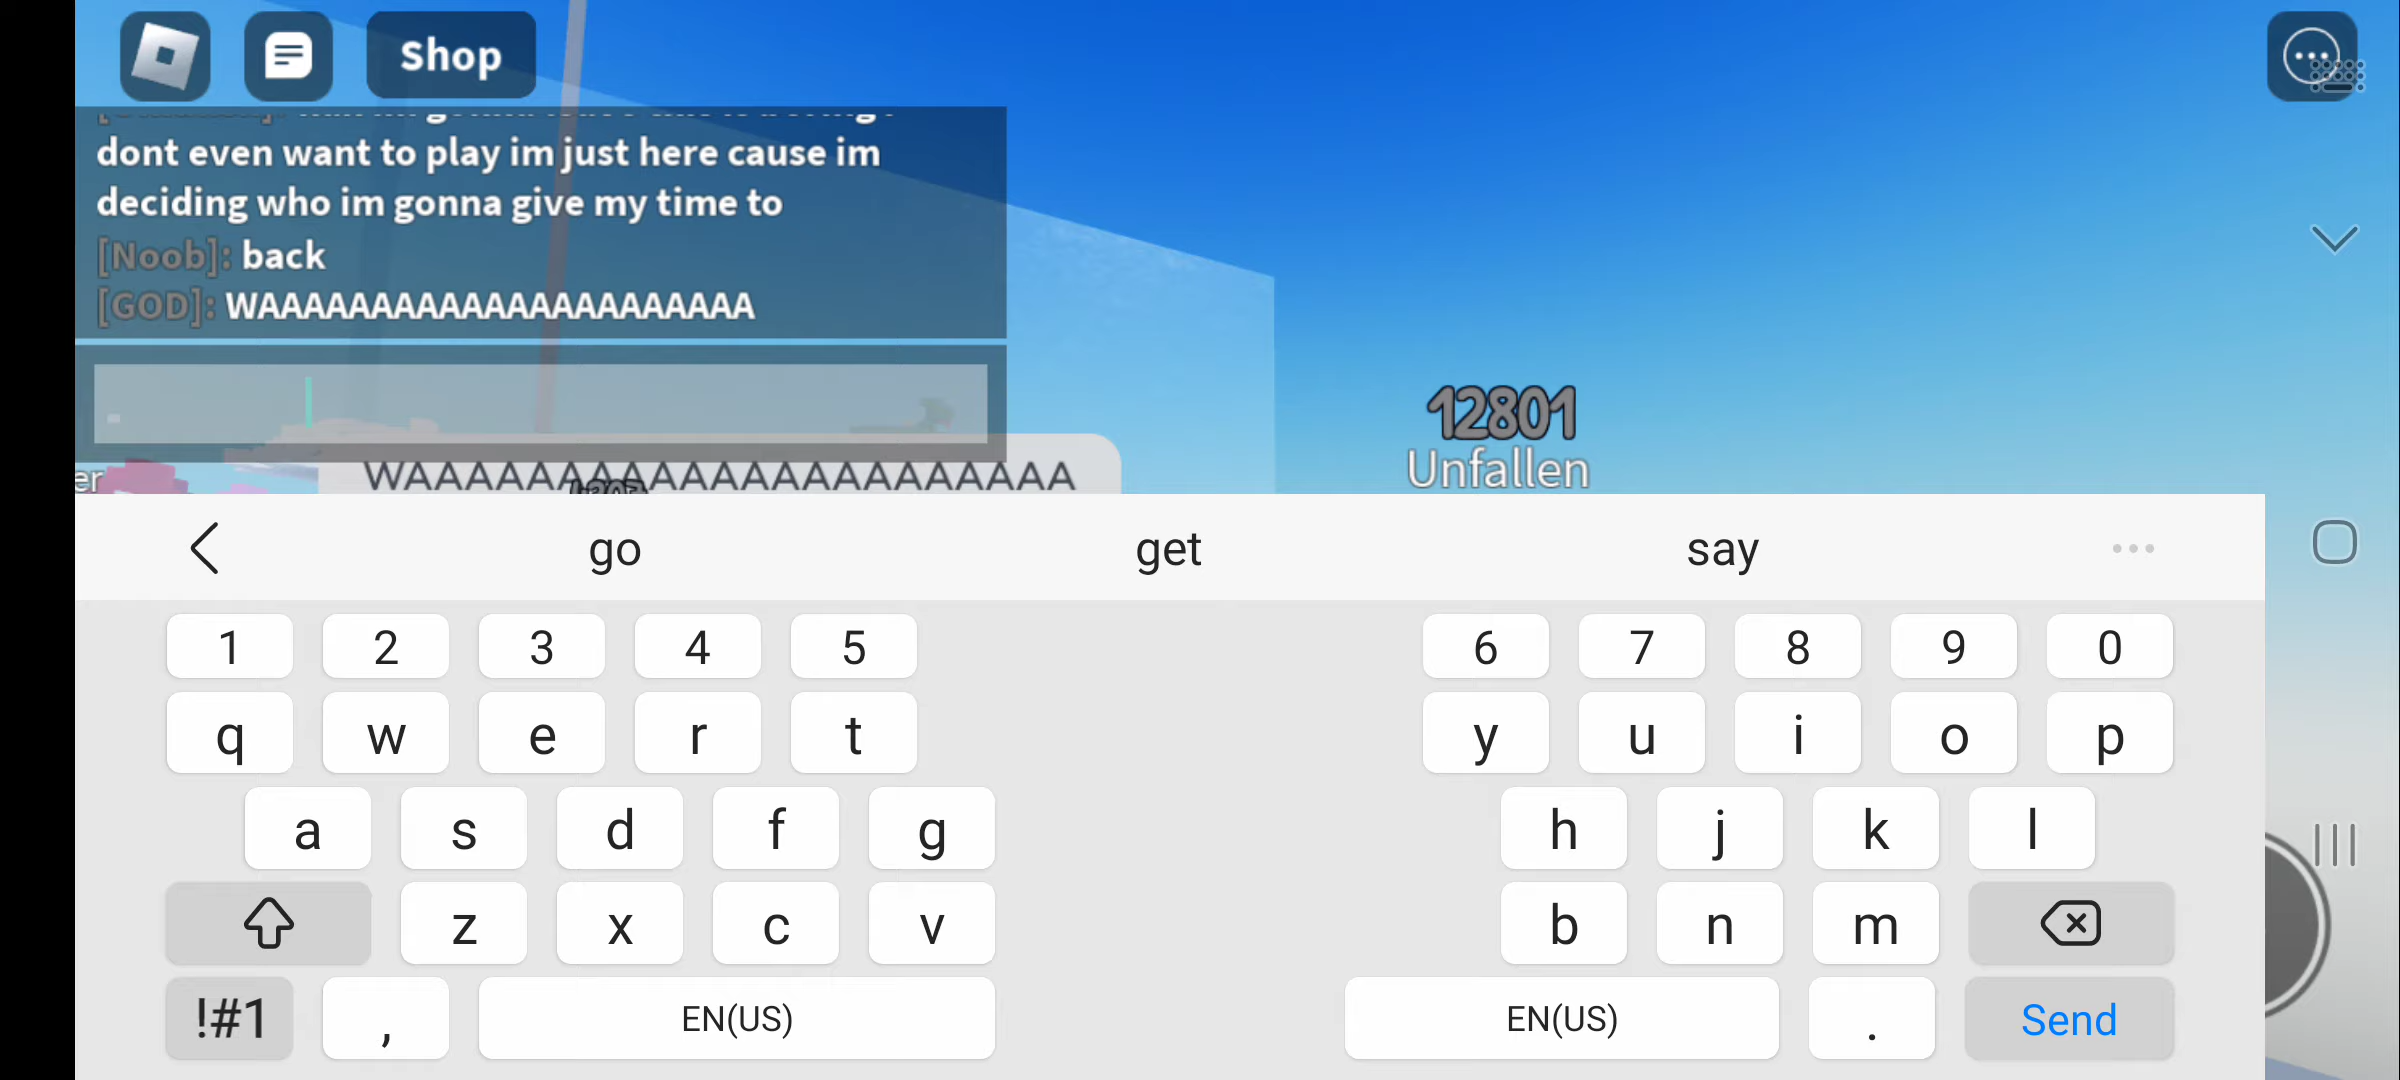 Shop
dont even want to play im just here cause im
deciding who im gonna give my time to
[Noob]: back
[GOD]: WAAAAAAAAAAAAAAAAAAAAAAA
12801
Unfallen
er
WAAAAAAAAAAAAAAAAAAAAAAA
go get say
1 2 3 4 5 6 7 8 9 0
q w e r t y u i o p
a s d f g h j k l
z x c v b n m
!#1 , EN(US) EN(US) . Send